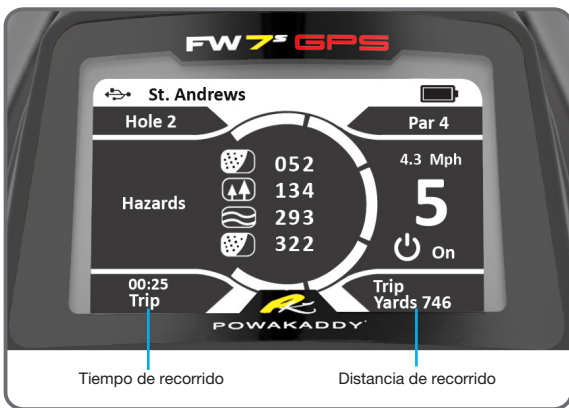 FW7s GPS
St. Andrews
Hole 2
Par 4
Hazards
052
134
293
322
4.3 Mph
5
On
00:25
Trip
Trip
Yards 746
POWAKADDY
Tiempo de recorrido
Distancia de recorrido